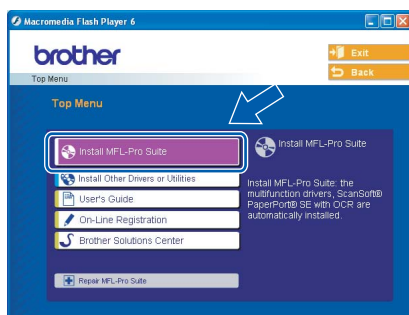 Macromedia Flash Player 6
brother
Exit
Back
Top Menu
Top Menu
Install MFL-Pro Suite
Install MFL-Pro Suite
Install Other Drivers or Utilities
User's Guide
On-Line Registration
Brother Solutions Center
Install MFL-Pro Suite: the
multifunction drivers, ScanSoft®
PaperPort® SE with OCR are
automatically installed.
Repair MFL-Pro Suite